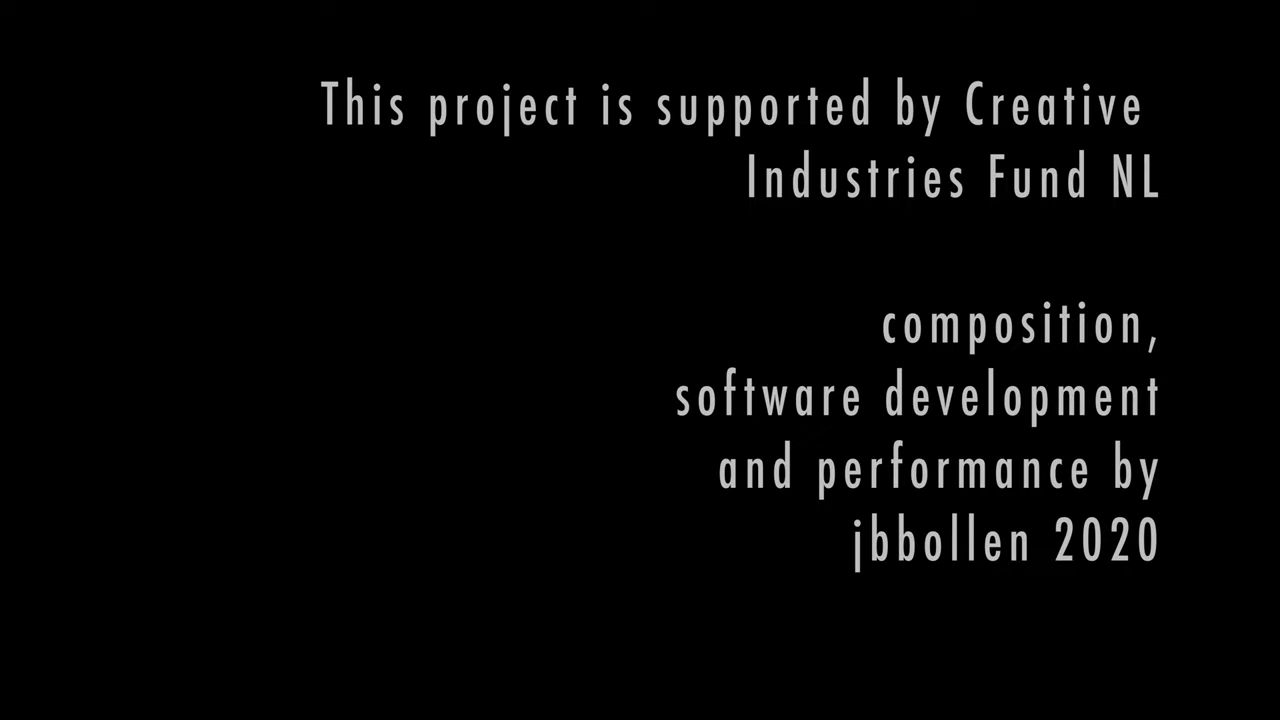 This project is supported by Creative
Industries Fund NL
composition,
software development
and performance by
jbbollen 2020